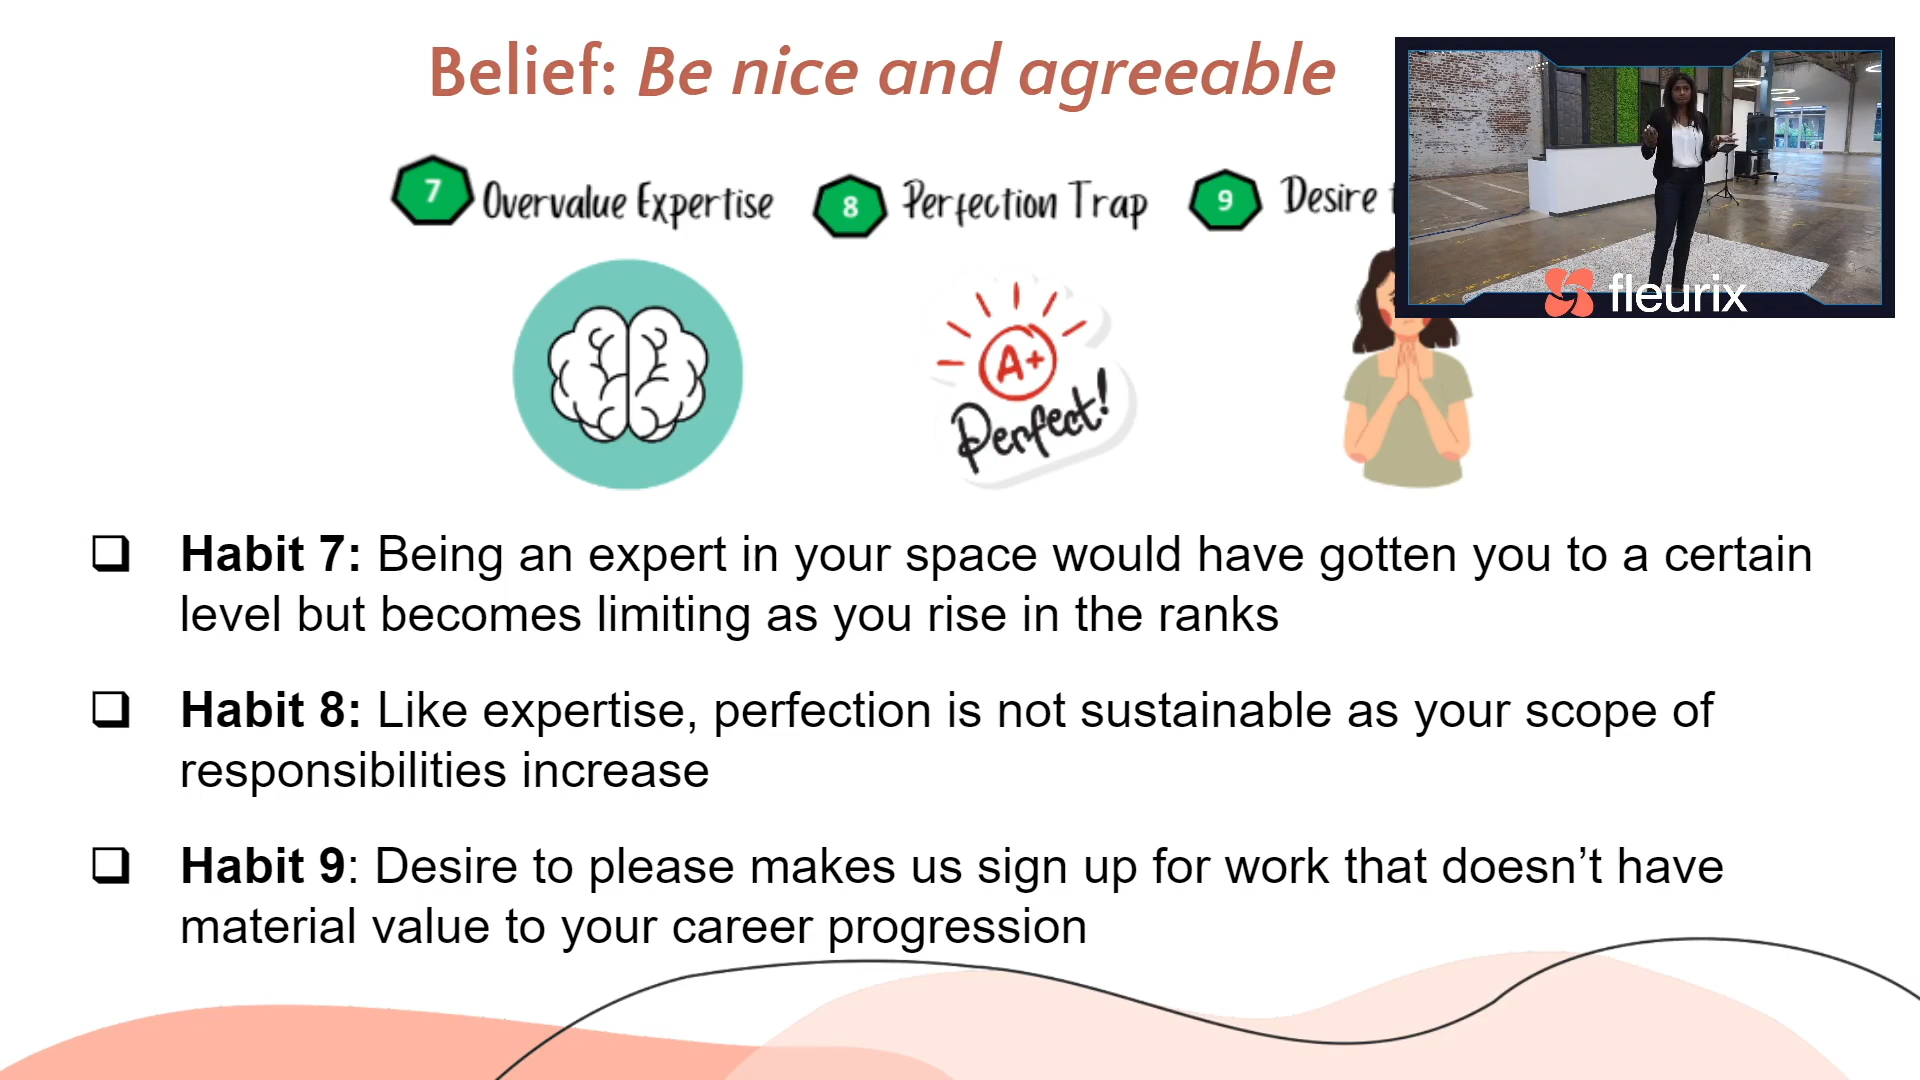 Belief: Be nice and agreeable
7 Overvalue Expertise 8 Perfection Trap 9 Desire
A+
Perfect!
fleurix
Habit 7: Being an expert in your space would have gotten you to a certain
level but becomes limiting as you rise in the ranks
Habit 8: Like expertise, perfection is not sustainable as your scope of
responsibilities increase
Habit 9: Desire to please makes us sign up for work that doesn’t have
material value to your career progression